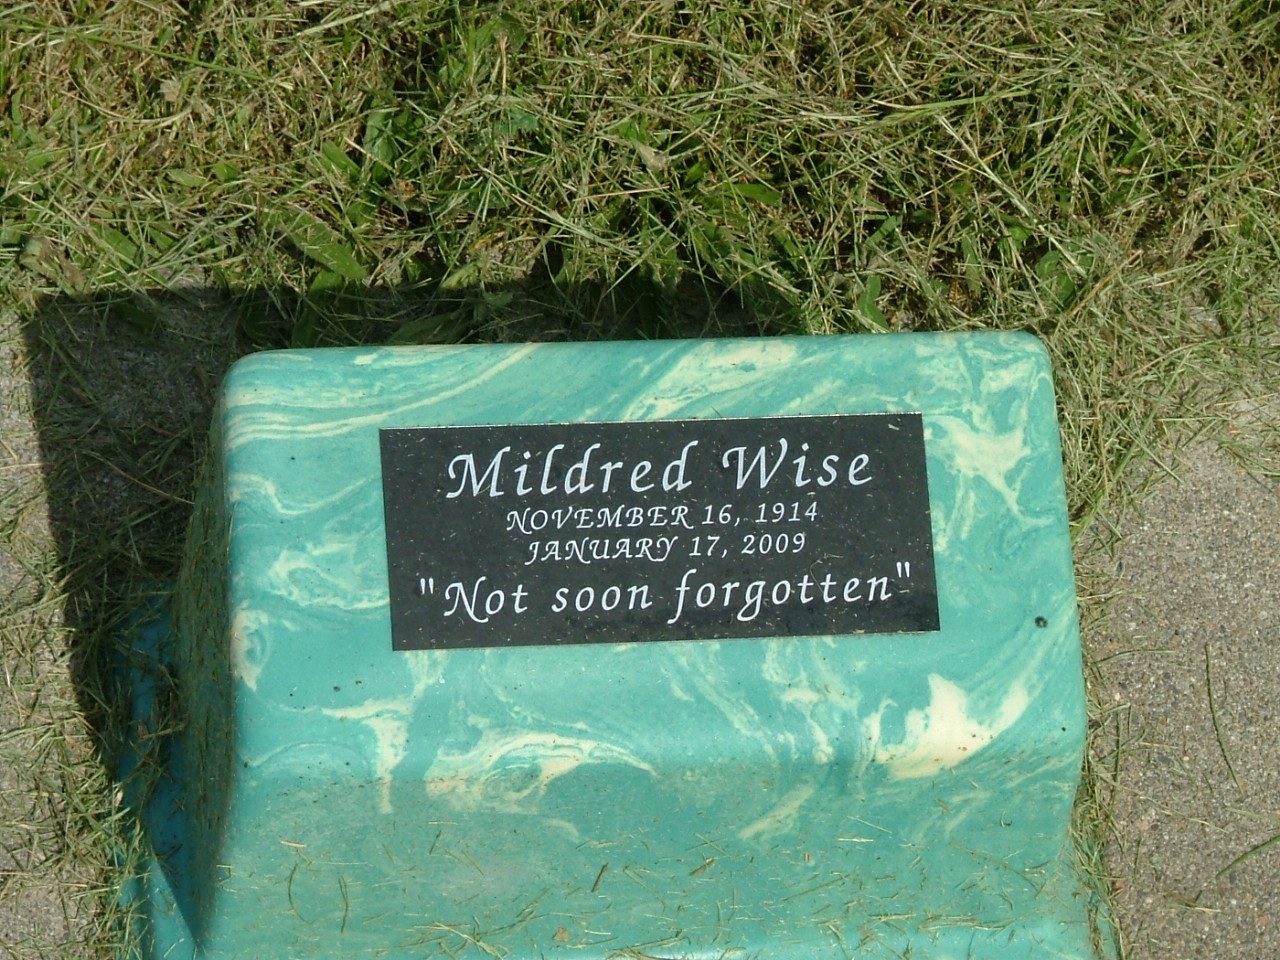 Mildred Wise
NOVEMBER 16, 1914
JANUARY 17, 2009
"Not soon forgotten"